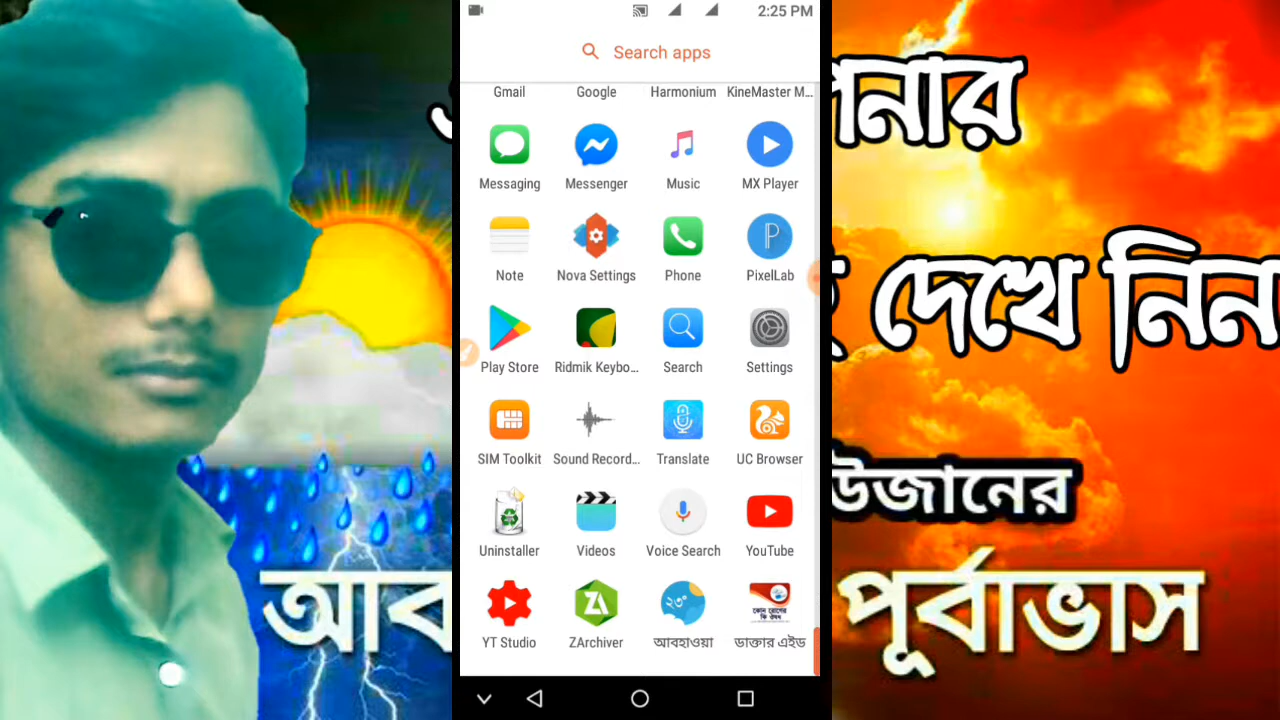 2:25 PM
Search apps
Gmail Google Harmonium KineMaster M...
Messaging Messenger Music MX Player
Note Nova Settings Phone PixelLab
Play Store Ridmik Keybo... Search Settings
SIM Toolkit Sound Record... Translate UC Browser
Uninstaller Videos Voice Search YouTube
২৩°
কোন রোগের
কি ঔষধ
YT Studio ZArchiver আবহাওয়া ডাক্তার এইড
নার
দেখে নিন
উজানের
আব
পূর্বাভাস